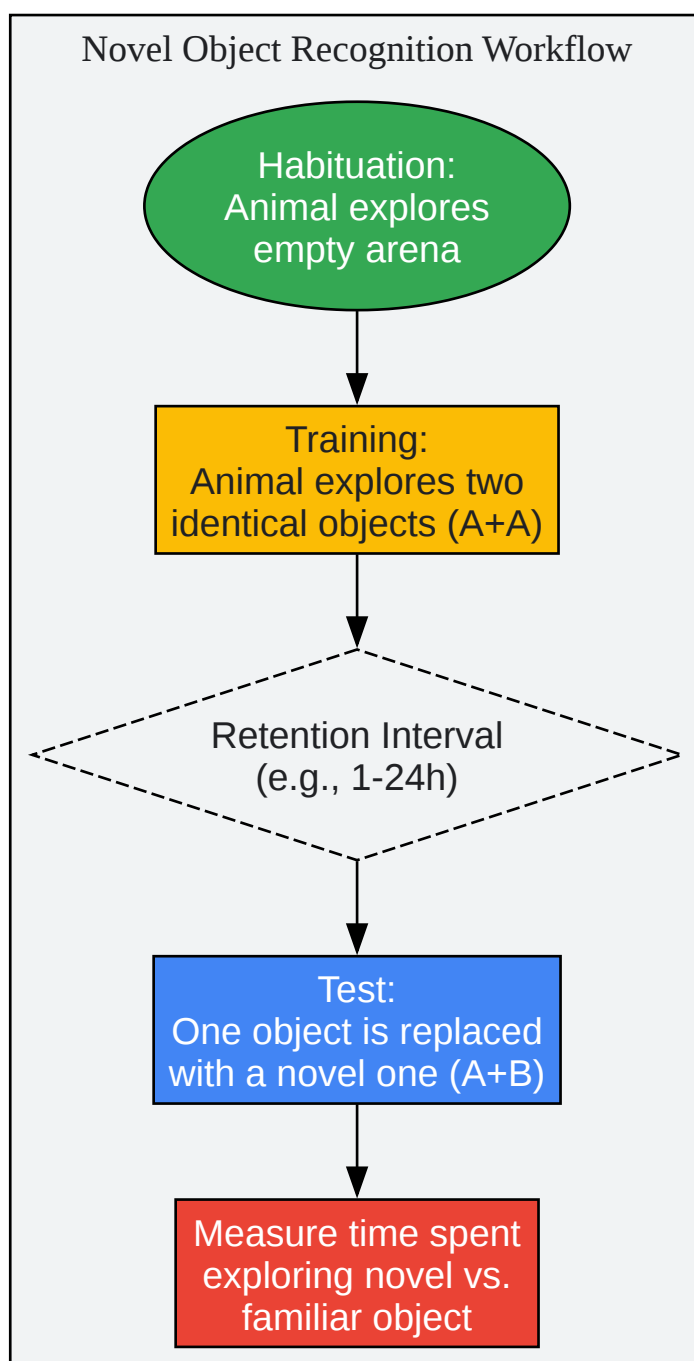 Novel Object Recognition Workflow
Habituation:
Animal explores
empty arena
Training:
Animal explores two
identical objects (A+A)
Retention Interval
(e.g., 1-24h)
Test:
One object is replaced
with a novel one (A+B)
Measure time spent
exploring novel vs.
familiar object